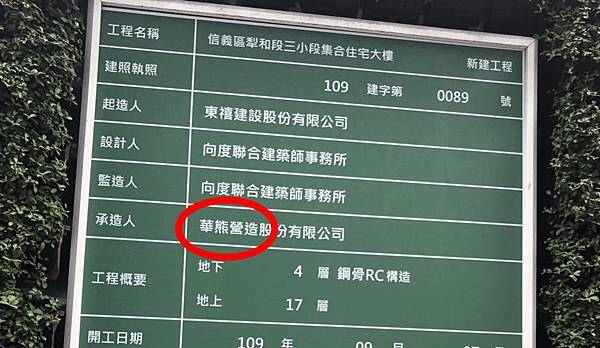 工程名稱 信義區犁和段三小段集合住宅大樓 新建工程
建照執照 109 建字第 0089 號
起造人 東禧建設股份有限公司
設計人 向度聯合建築師事務所
監造人 向度聯合建築師事務所
承造人 華熊營造股份有限公司
工程概要 地下 4 層 鋼骨RC構造
地上 17 層
開工日期 109 年 09 月